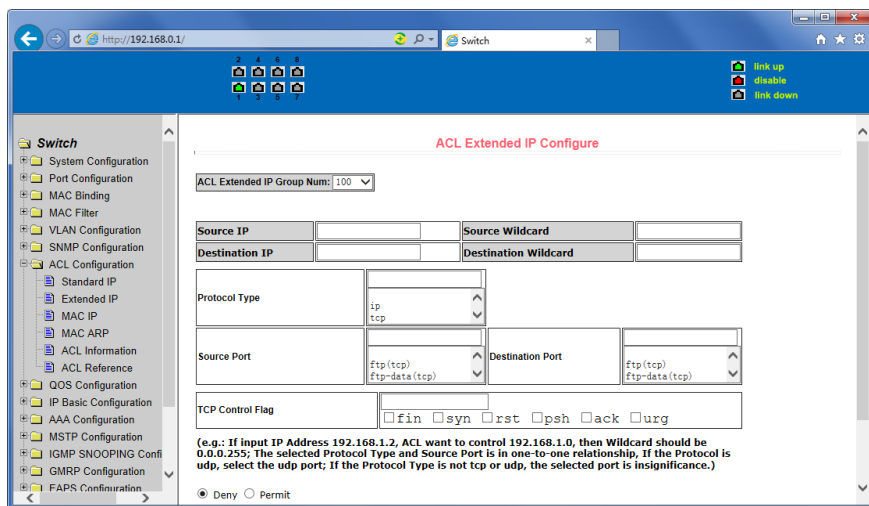 http://192.168.0.1/
Switch
2 4 6 8
1 3 5 7
link up
disable
link down
Switch
System Configuration
Port Configuration
MAC Binding
MAC Filter
VLAN Configuration
SNMP Configuration
ACL Configuration
Standard IP
Extended IP
MAC IP
MAC ARP
ACL Information
ACL Reference
QOS Configuration
IP Basic Configuration
AAA Configuration
MSTP Configuration
IGMP SNOOPING Confi
GMRP Configuration
EAPS Configuration
ACL Extended IP Configure
ACL Extended IP Group Num: 100
Source IP Source Wildcard
Destination IP Destination Wildcard
Protocol Type
ip
tcp
Source Port
ftp(tcp)
ftp-data(tcp)
Destination Port
ftp(tcp)
ftp-data(tcp)
TCP Control Flag
fin syn rst psh ack urg
(e.g.: If input IP Address 192.168.1.2, ACL want to control 192.168.1.0, then Wildcard should be
0.0.0.255; The selected Protocol Type and Source Port is in one-to-one relationship, If the Protocol is
udp, select the udp port; If the Protocol Type is not tcp or udp, the selected port is insignificance.)
Deny Permit